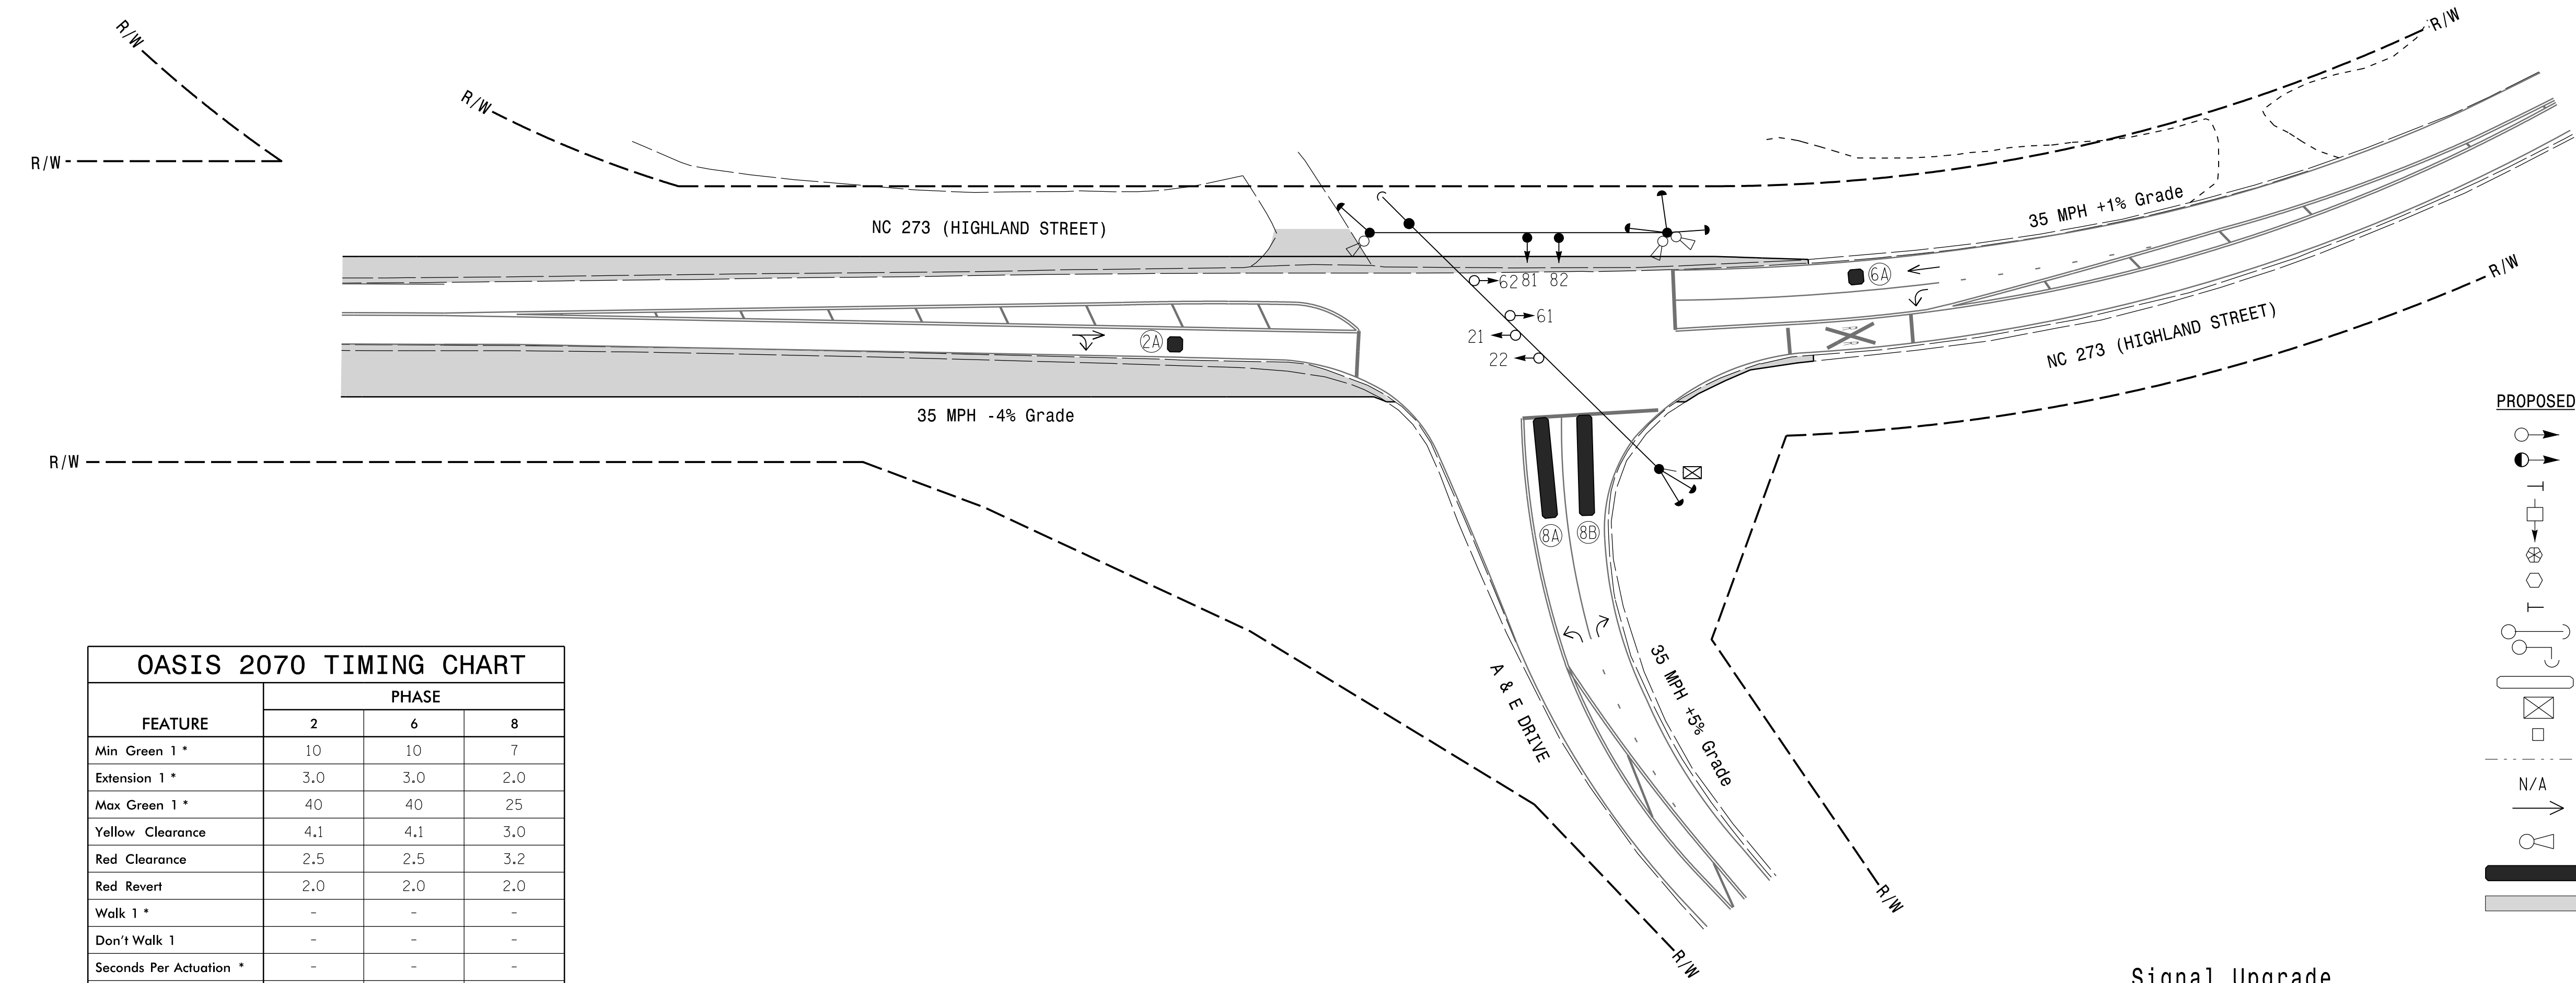 R/W
R/W
R/W
R/W
NC 273 (HIGHLAND STREET)
35 MPH +1% Grade
62 81 82
6A
61
21
2A
22
R/W
NC 273 (HIGHLAND STREET)
35 MPH -4% Grade
R/W
PROPOSED
8A
8B
A & E DRIVE
35 MPH +5% Grade
R/W
R/W
N/A
OASIS 2070 TIMING CHART
PHASE
FEATURE 2 6 8
Min Green 1 * 10 10 7
Extension 1 * 3.0 3.0 2.0
Max Green 1 * 40 40 25
Yellow Clearance 4.1 4.1 3.0
Red Clearance 2.5 2.5 3.2
Red Revert 2.0 2.0 2.0
Walk 1 * - - -
Don't Walk 1 - - -
Seconds Per Actuation * - - -
Signal Upgrade